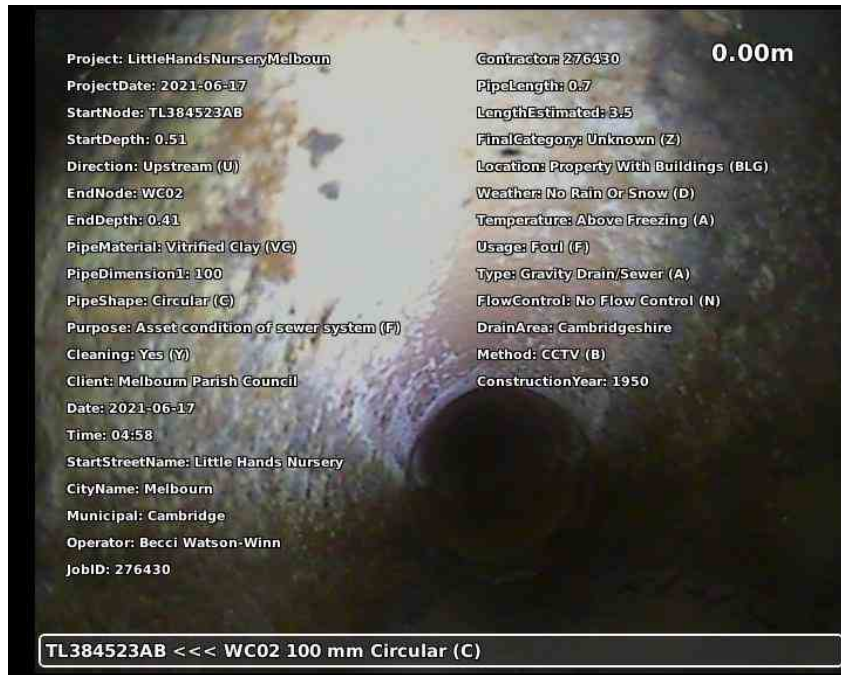 Project: LittleHandsNurseryMelboun
ProjectDate: 2021-06-17
StartNode: TL384523AB
StartDepth: 0.51
Direction: Upstream (U)
EndNode: WC02
EndDepth: 0.41
PipeMaterial: Vitrified Clay (VC)
PipeDimension1: 100
PipeShape: Circular (C)
Purpose: Asset condition of sewer system (F)
Cleaning: Yes (Y)
Client: Melbourn Parish Council
Date: 2021-06-17
Time: 04:58
StartStreetName: Little Hands Nursery
CityName: Melbourn
Municipal: Cambridge
Operator: Becci Watson-Winn
JobID: 276430
Contractor: 276430
PipeLength: 0.7
LengthEstimated: 3.5
FinalCategory: Unknown (Z)
Location: Property With Buildings (BLG)
Weather: No Rain Or Snow (D)
Temperature: Above Freezing (A)
Usage: Foul (F)
Type: Gravity Drain/Sewer (A)
FlowControl: No Flow Control (N)
DrainArea: Cambridgeshire
Method: CCTV (B)
ConstructionYear: 1950
0.00m
TL384523AB <<< WC02 100 mm Circular (C)